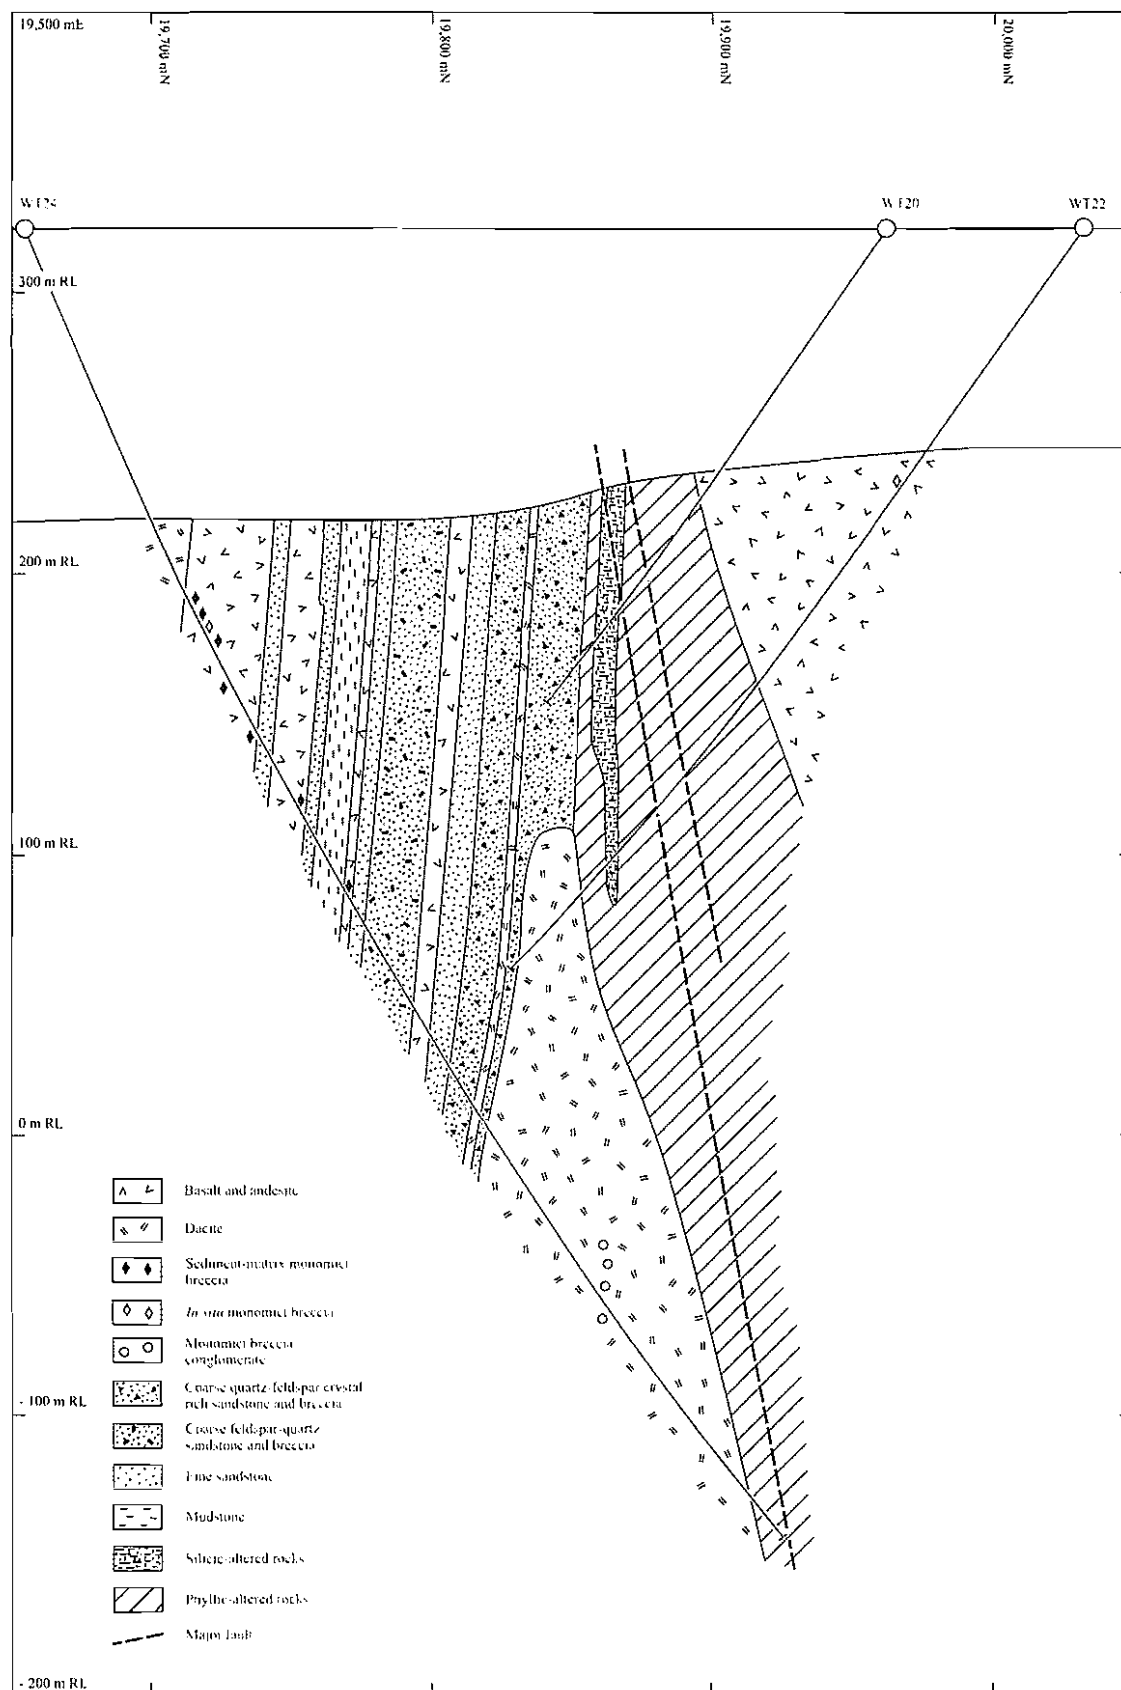 19,500 mE
19,700 mN
19,800 mN
19,900 mN
20,000 mN
WT20
WT22
300 m RL
200 m RL
100 m RL
0 m RL
- 100 m RL
- 200 m RL
Basalt and andesite
Dacite
Sediment-matrix monomict
breccia
In situ monomict breccia
Monomict breccia
conglomerate
Coarse quartz-feldspar crystal
rich sandstone and breccia
Coarse feldspar-quartz
sandstone and breccia
Fine sandstone
Mudstone
Silicic-altered rocks
Phyllic-altered rocks
Major fault